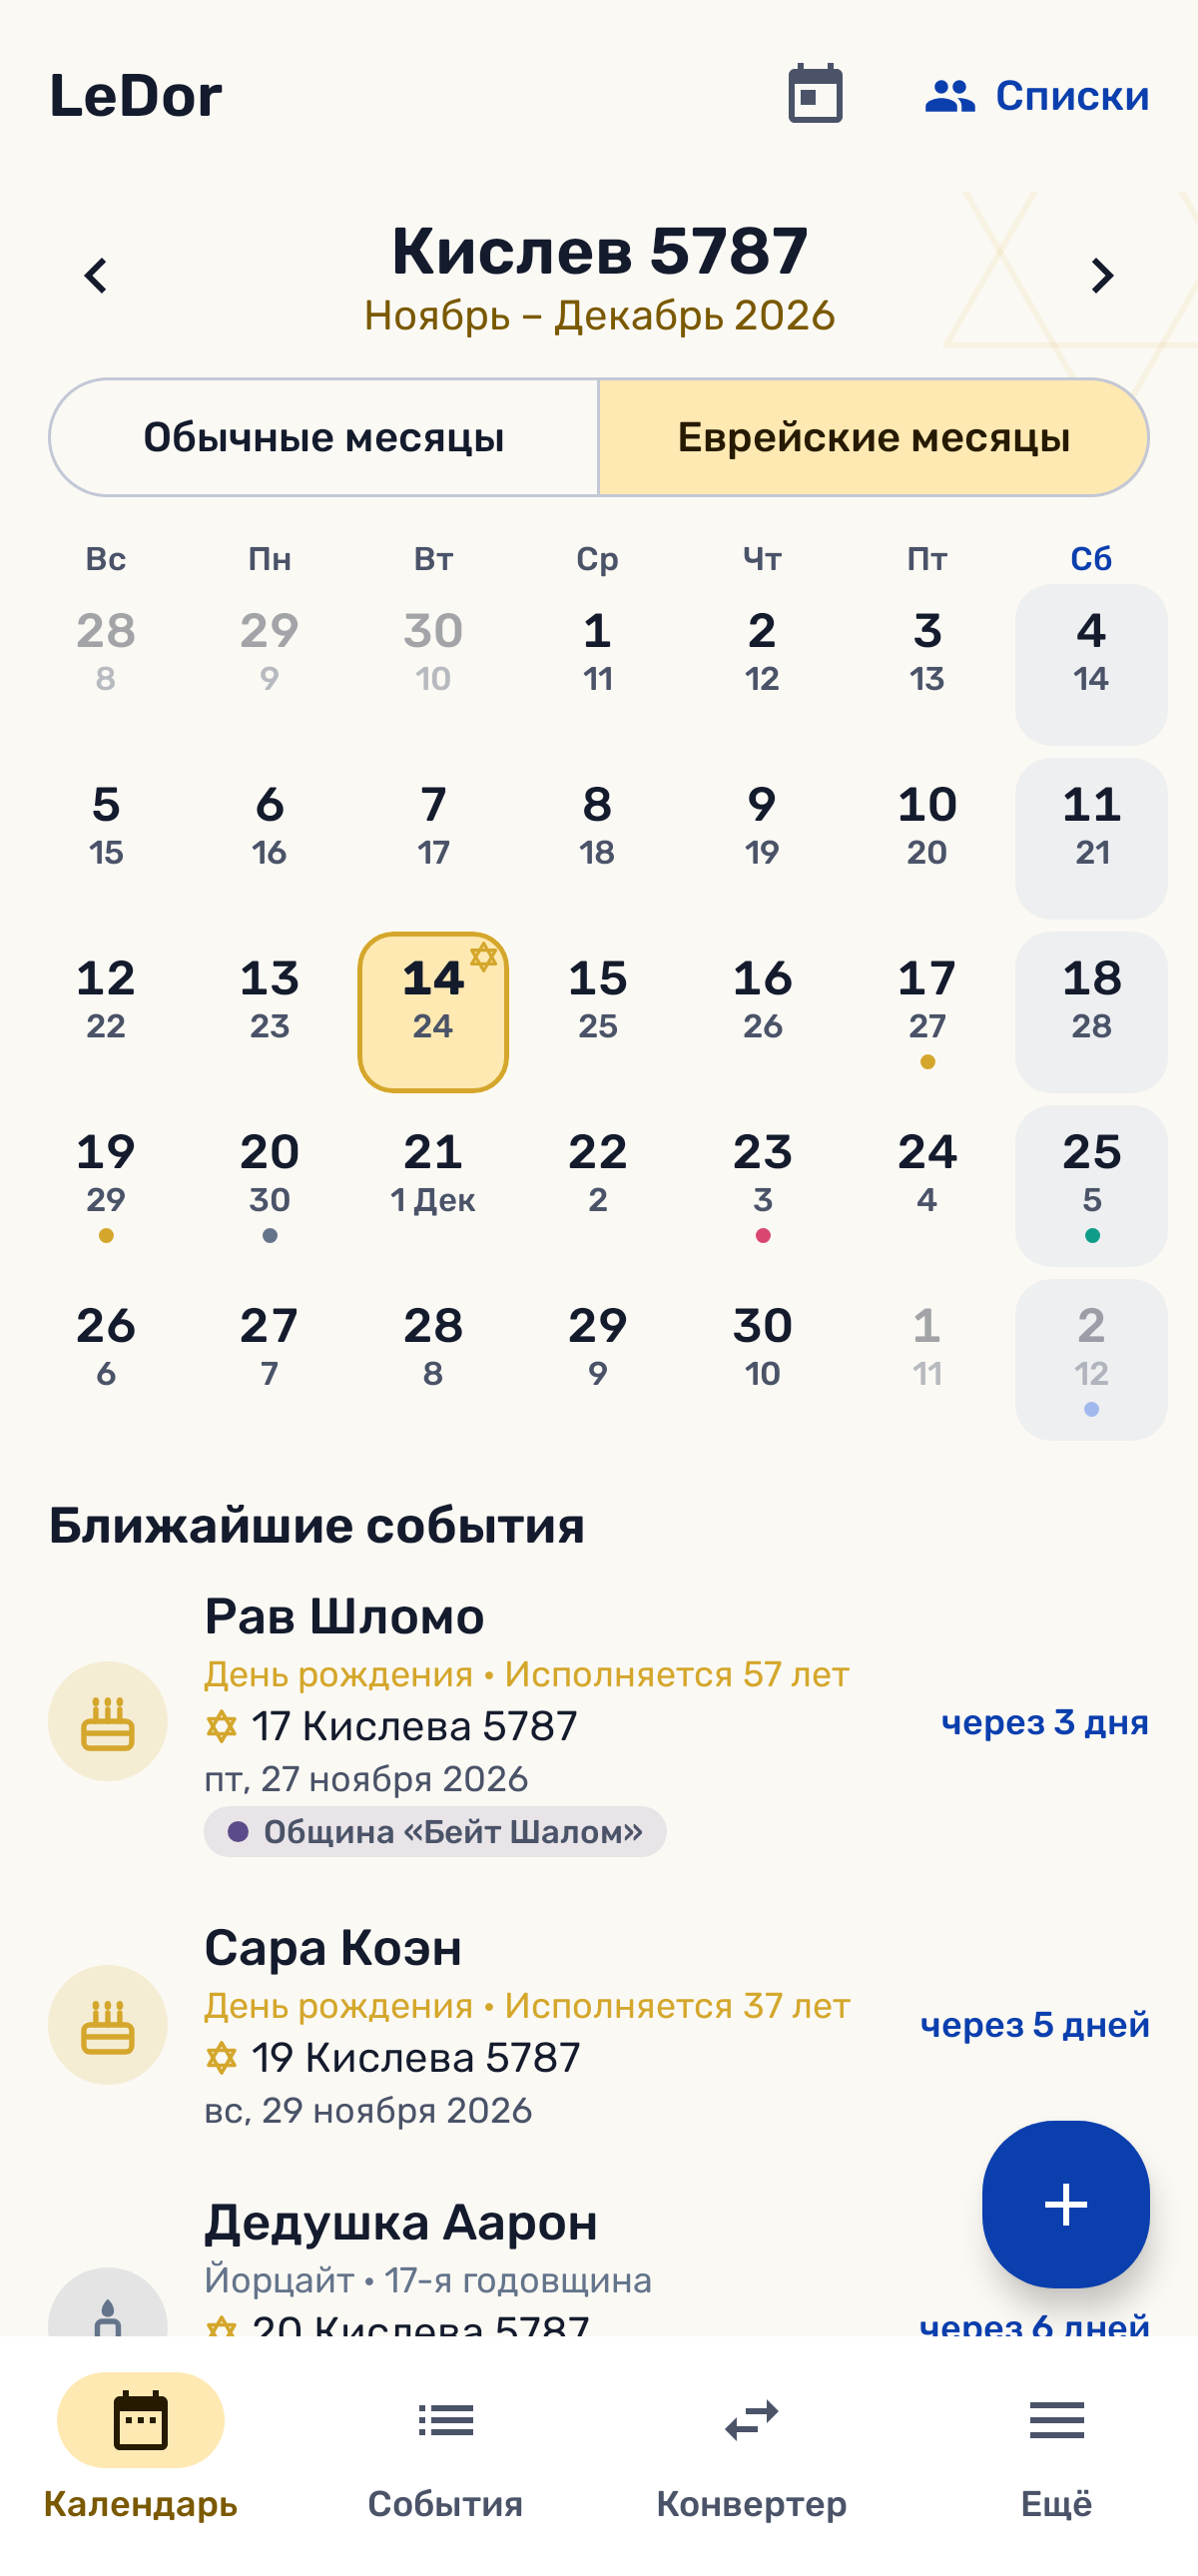 LeDor
Списки
Кислев 5787
Ноябрь – Декабрь 2026
Обычные месяцы Еврейские месяцы
Вс Пн Вт Ср Чт Пт Сб
28 29 30 1 2 3 4
8 9 10 11 12 13 14
5 6 7 8 9 10 11
15 16 17 18 19 20 21
12 13 14 15 16 17 18
22 23 24 25 26 27 28
19 20 21 22 23 24 25
29 30 1 Дек 2 3 4 5
26 27 28 29 30 1 2
6 7 8 9 10 11 12
Ближайшие события
Рав Шломо
День рождения • Исполняется 57 лет
17 Кислева 5787
через 3 дня
пт, 27 ноября 2026
Община «Бейт Шалом»
Сара Коэн
День рождения • Исполняется 37 лет
через 5 дней
19 Кислева 5787
вс, 29 ноября 2026
Дедушка Аарон
Йорцайт • 17-я годовщина
20 Кислева 5787
через 6 дней
Календарь События Конвертер Ещё